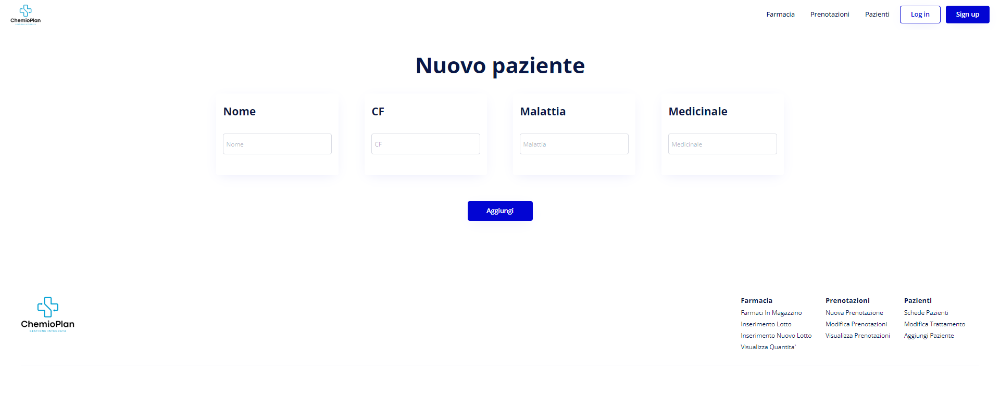 ChemioPlan
GESTIONE INTEGRATA
Farmacia
Prenotazioni
Pazienti
Log in
Sign up
Nuovo paziente
Nome
CF
Malattia
Medicinale
Nome
CF
Malattia
Medicinale
Aggiungi
ChemioPlan
GESTIONE INTEGRATA
Farmacia
Farmaci In Magazzino
Inserimento Lotto
Inserimento Nuovo Lotto
Visualizza Quantita`
Prenotazioni
Nuova Prenotazione
Modifica Prenotazioni
Visualizza Prenotazioni
Pazienti
Schede Pazienti
Modifica Trattamento
Aggiungi Paziente